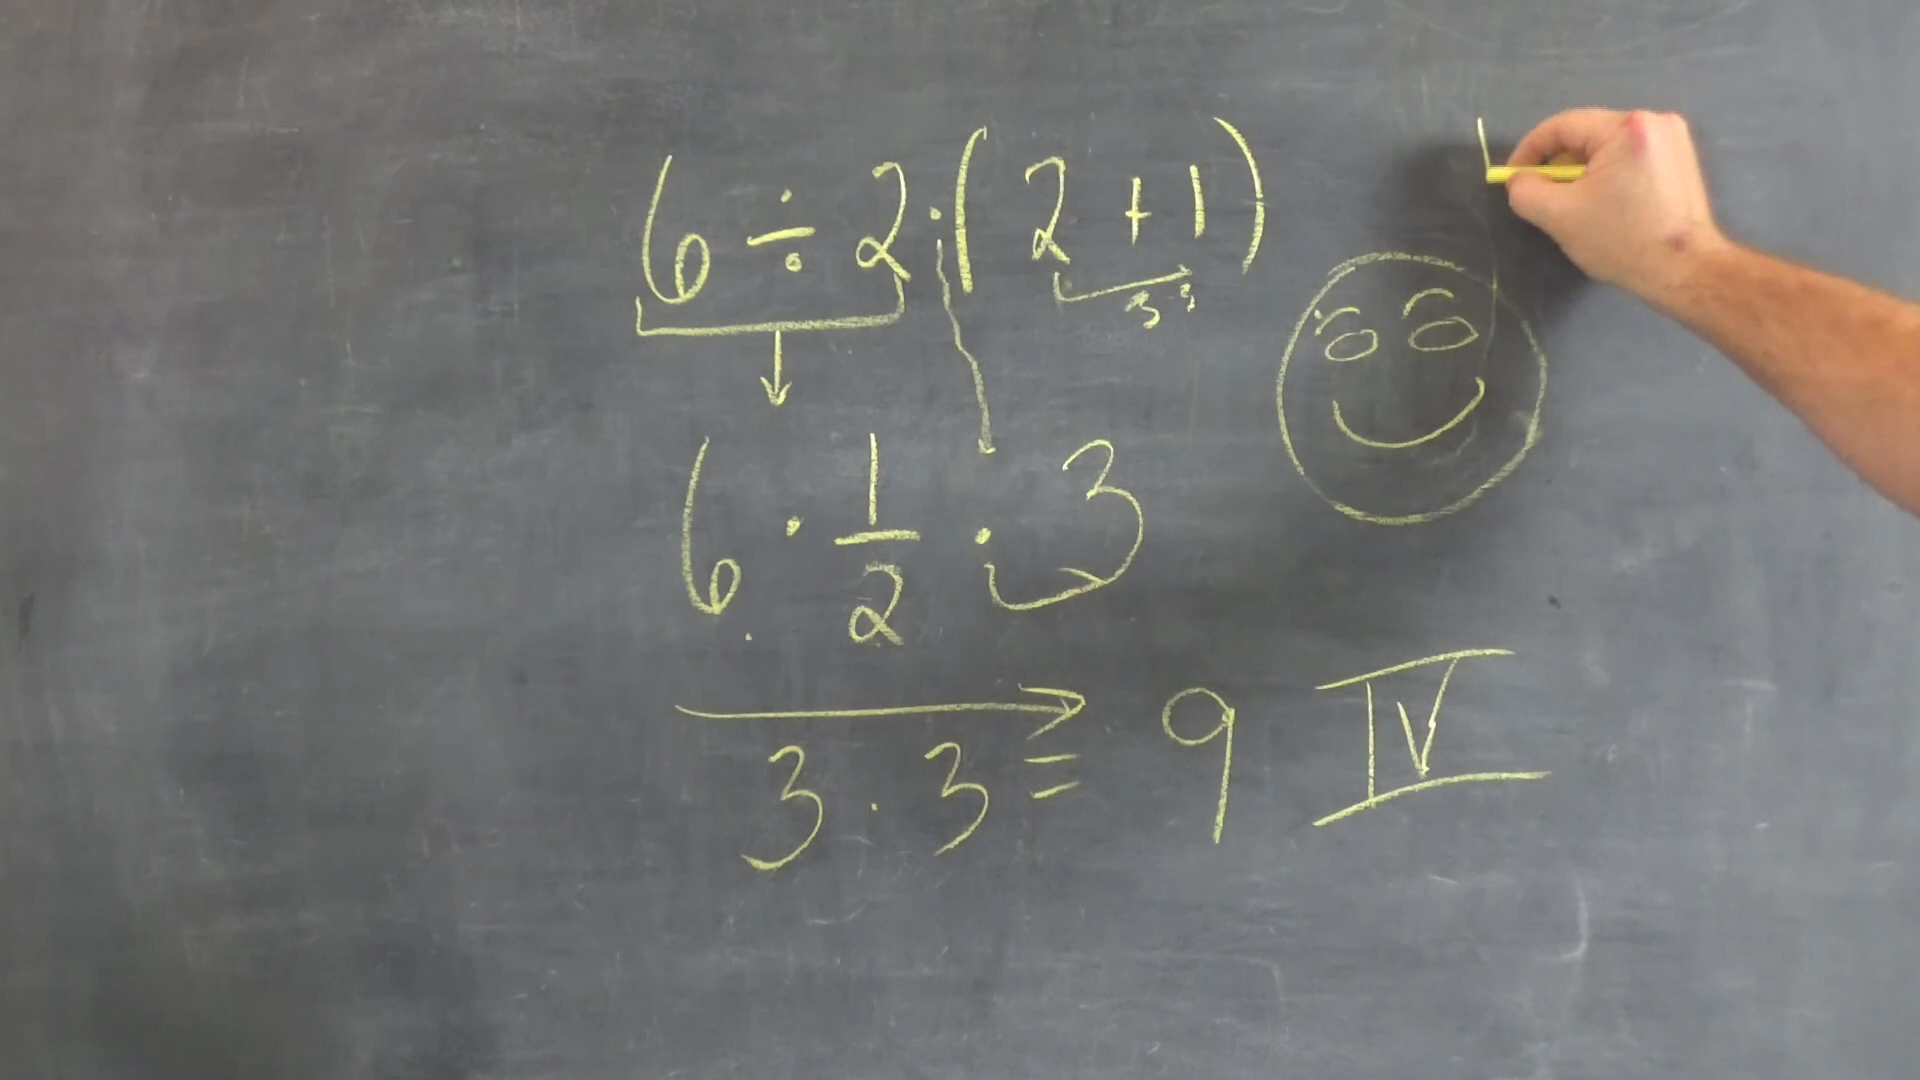 6 ÷ 2 · ( 2 + 1 )
3
6 · 1/2 · 3
3 · 3 = 9 IV